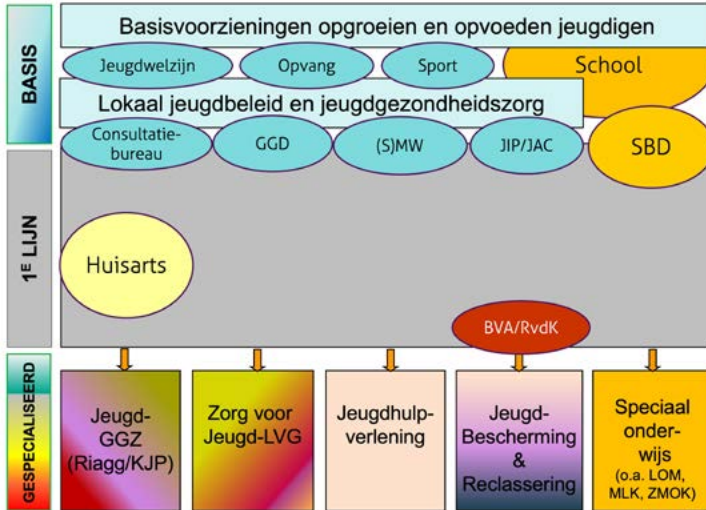 BASIS
Basisvoorzieningen opgroeien en opvoeden jeugdigen
Jeugdwelzijn
Opvang
Sport
School
Lokaal jeugdbeleid en jeugdgezondheidszorg
Consultatie-
bureau
GGD
(S)MW
JIP/JAC
SBD
1E LIJN
Huisarts
BVA/RvdK
GESPECIALISEERD
Jeugd-
GGZ
(Riagg/KJP)
Zorg voor
Jeugd-LVG
Jeugdhulp-
verlening
Jeugd-
Bescherming
&
Reclassering
Speciaal
onder-
wijs
(o.a. LOM,
MLK, ZMOK)